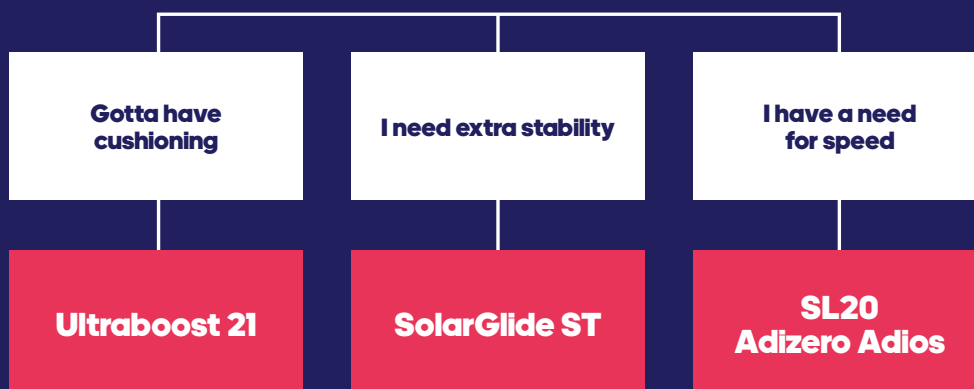 Gotta have
cushioning
I need extra stability
I have a need
for speed
Ultraboost 21
SolarGlide ST
SL20
Adizero Adios